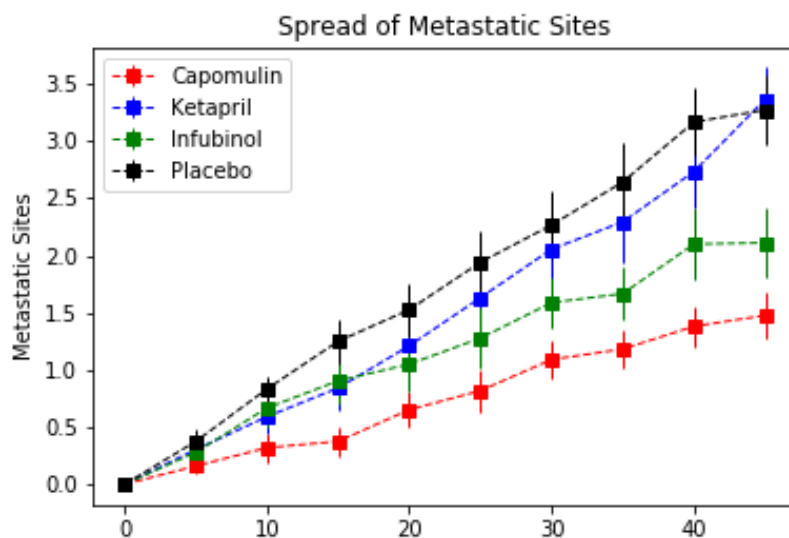 Spread of Metastatic Sites
Capomulin
Ketapril
Infubinol
Placebo
Metastatic Sites
3.5
3.0
2.5
2.0
1.5
1.0
0.5
0.0
0 10 20 30 40